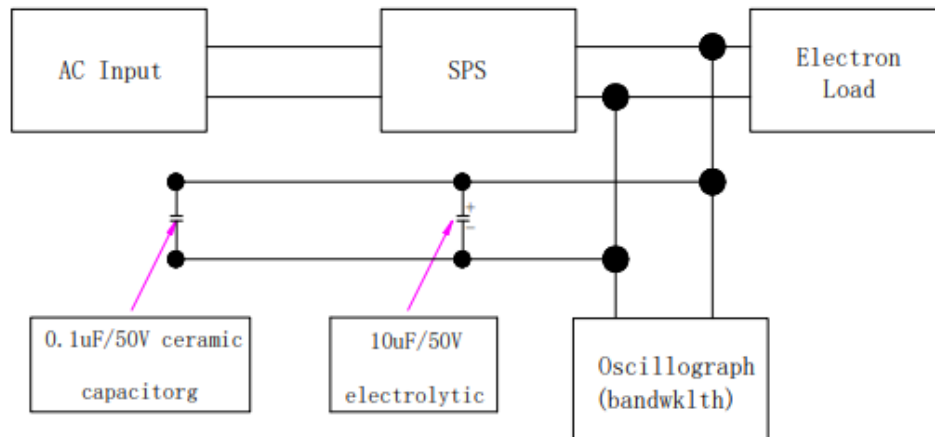 AC Input
SPS
Electron
Load
+
−
0.1uF/50V ceramic
capacitorg
10uF/50V
electrolytic
Oscillograph
(bandwklth)